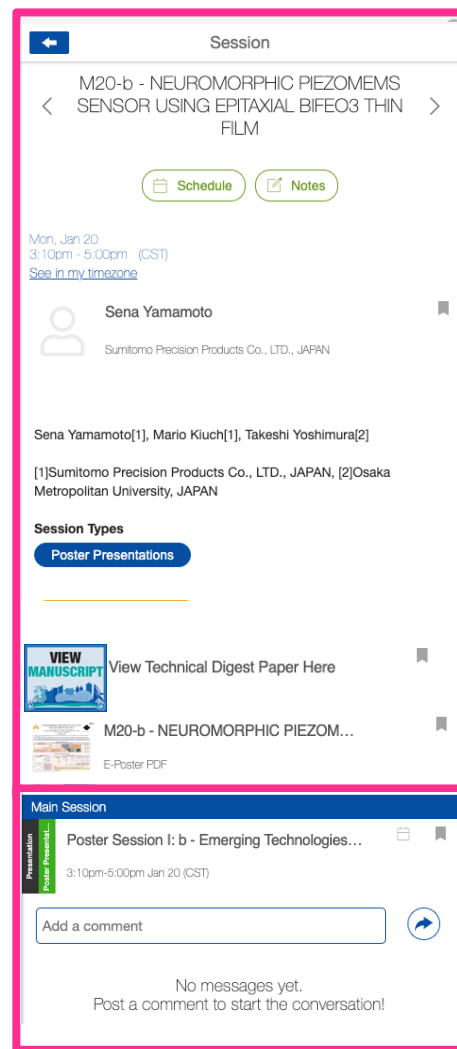 Session
M20-b - NEUROMORPHIC PIEZOMEMS
SENSOR USING EPITAXIAL BIFEO3 THIN
FILM
Schedule
Notes
Mon, Jan 20
3:10pm - 5:00pm (CST)
See in my timezone
Sena Yamamoto
Sumitomo Precision Products Co., LTD., JAPAN
Sena Yamamoto[1], Mario Kiuch[1], Takeshi Yoshimura[2]
[1]Sumitomo Precision Products Co., LTD., JAPAN, [2]Osaka
Metropolitan University, JAPAN
Session Types
Poster Presentations
VIEW
MANUSCRIPT
View Technical Digest Paper Here
M20-b - NEUROMORPHIC PIEZOM...
E-Poster PDF
Main Session
Presentation
Poster Presentat...
Poster Session I: b - Emerging Technologies...
3:10pm-5:00pm Jan 20 (CST)
Add a comment
No messages yet.
Post a comment to start the conversation!